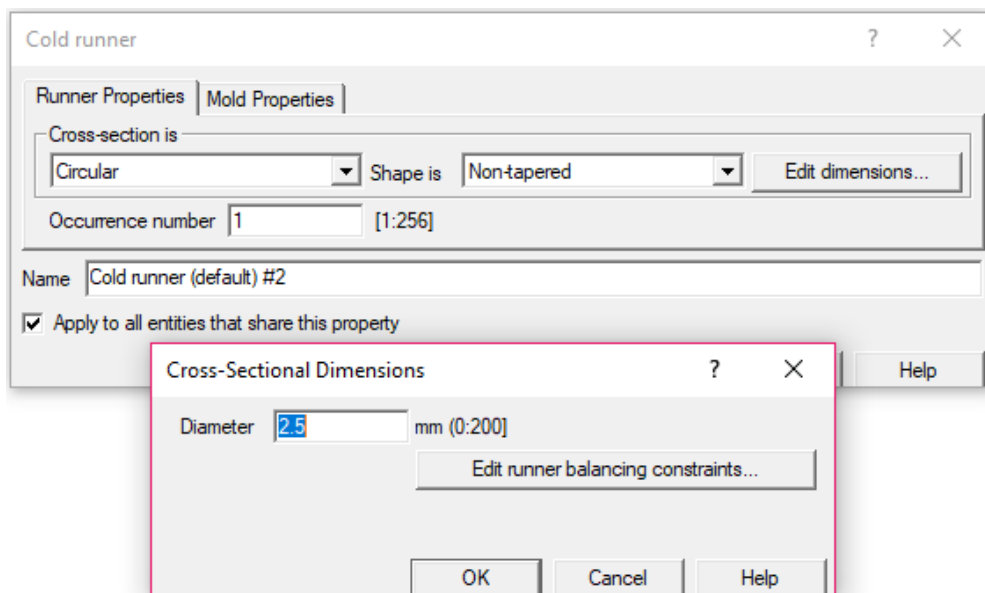 Cold runner ?
Runner Properties Mold Properties
Cross-section is
Circular Shape is Non-tapered Edit dimensions...
Occurrence number 1 [1:256]
Name Cold runner (default) #2
Apply to all entities that share this property
Help
Cross-Sectional Dimensions ?
Diameter 2.5 mm (0:200]
Edit runner balancing constraints...
OK Cancel Help